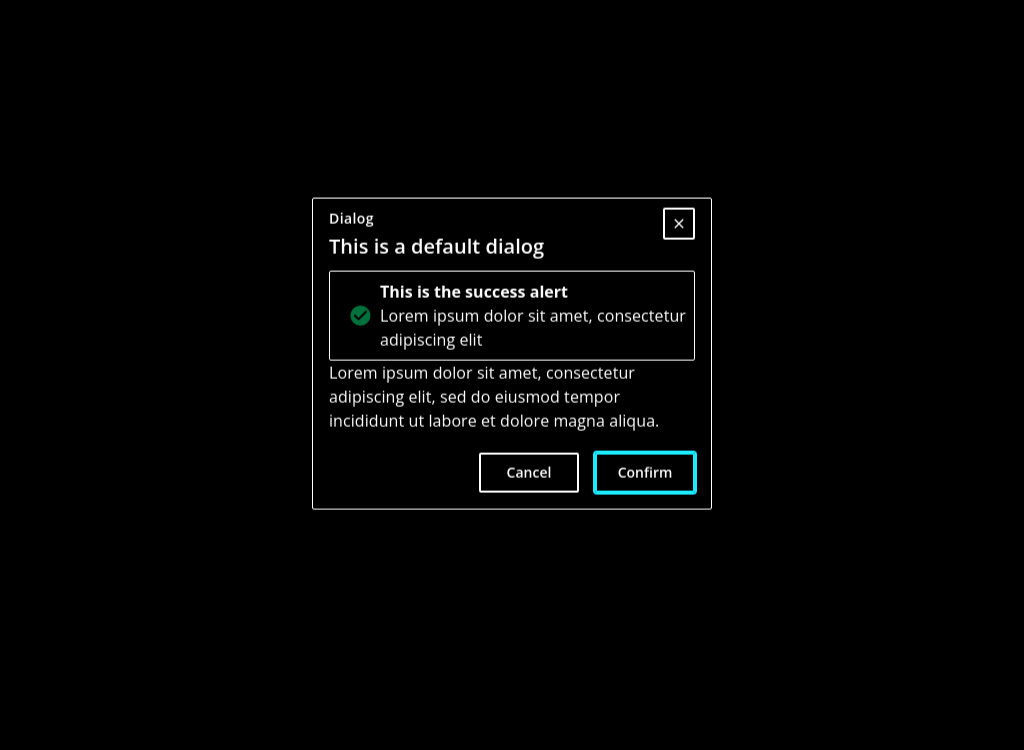 Dialog
This is a default dialog
This is the success alert
Lorem ipsum dolor sit amet, consectetur
adipiscing elit
Lorem ipsum dolor sit amet, consectetur
adipiscing elit, sed do eiusmod tempor
incididunt ut labore et dolore magna aliqua.
Cancel
Confirm